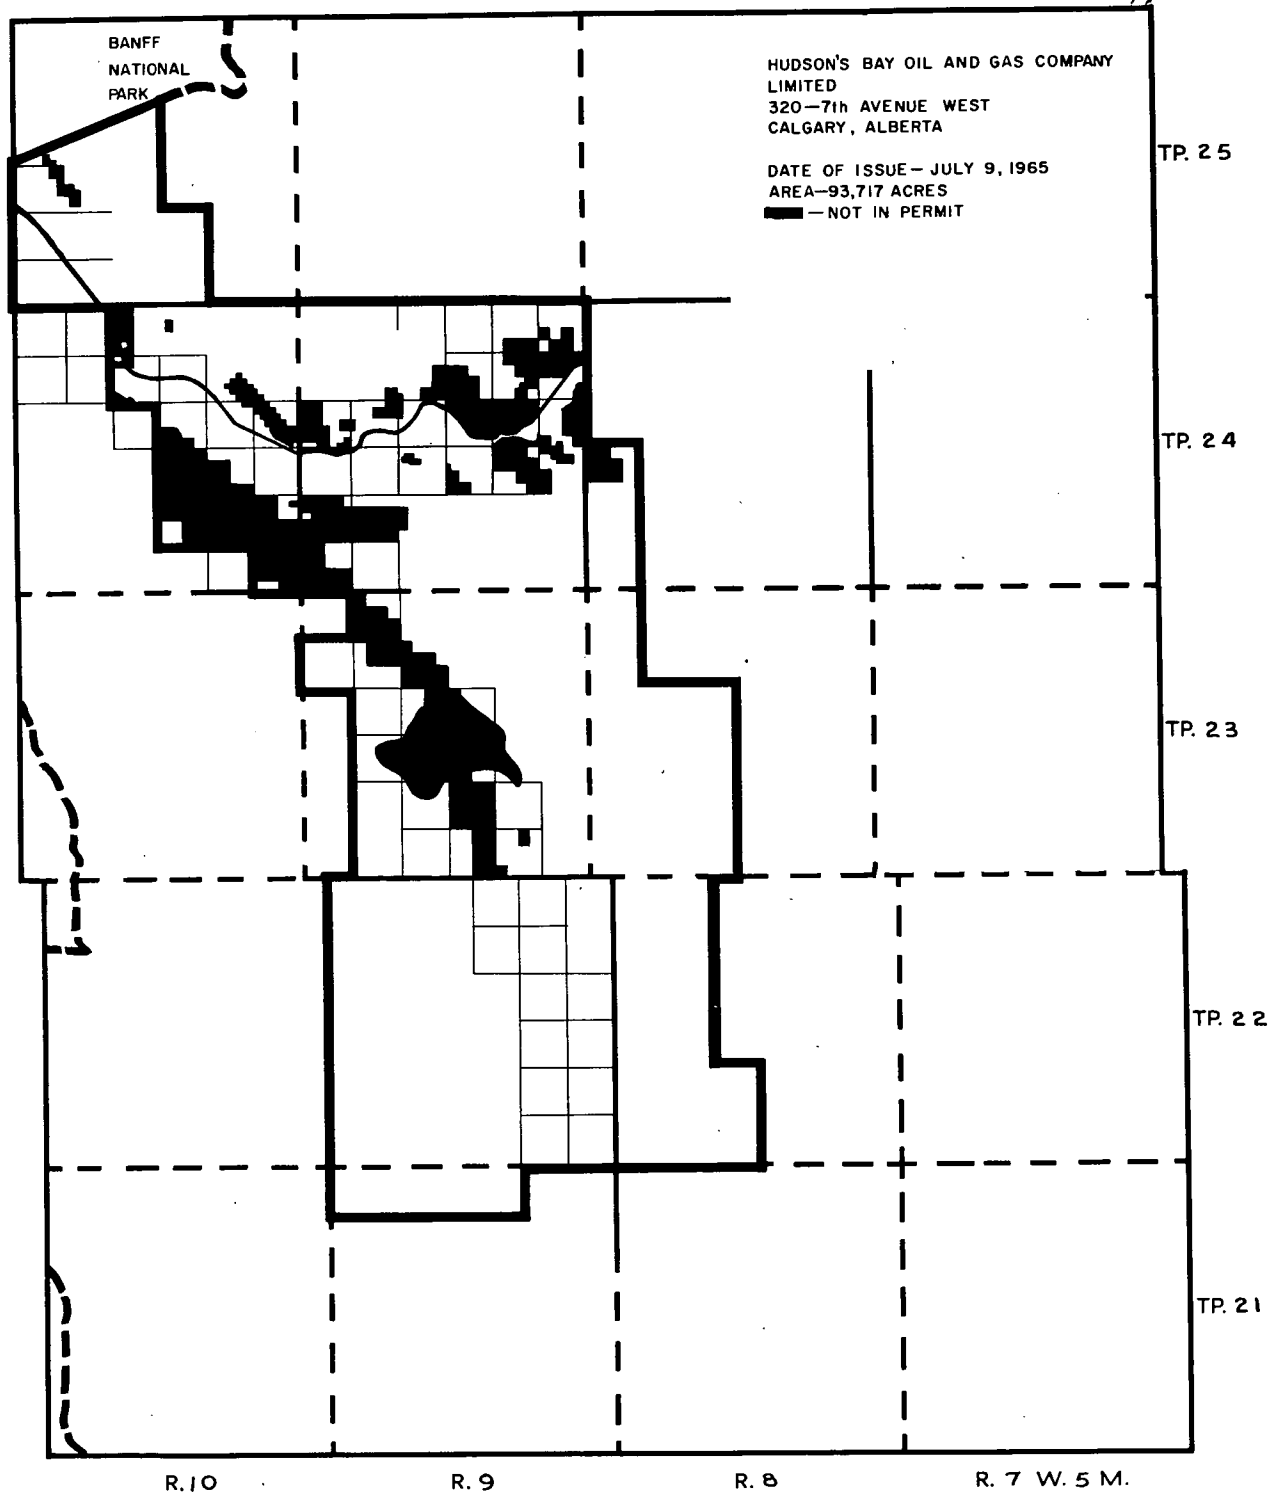 BANFF
NATIONAL
PARK
HUDSON'S BAY OIL AND GAS COMPANY
LIMITED
320—7th AVENUE WEST
CALGARY, ALBERTA
DATE OF ISSUE—JULY 9, 1965
AREA—93,717 ACRES
—NOT IN PERMIT
TP. 25
TP. 24
TP. 23
TP. 22
TP. 21
R.10
R. 9
R. 8
R. 7 W. 5 M.